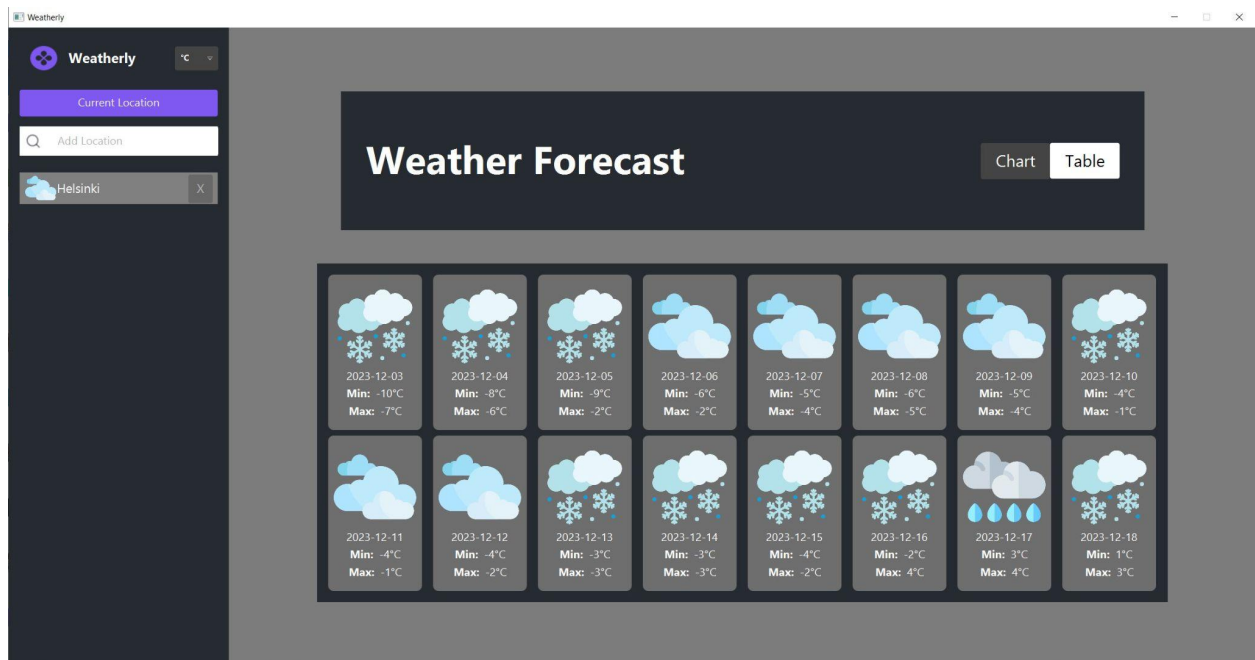 Weatherly
Weatherly
°C
Current Location
Add Location
Helsinki
X
Weather Forecast
Chart
Table
2023-12-03
Min: -10°C
Max: -7°C
2023-12-04
Min: -8°C
Max: -6°C
2023-12-05
Min: -9°C
Max: -2°C
2023-12-06
Min: -6°C
Max: -2°C
2023-12-07
Min: -5°C
Max: -4°C
2023-12-08
Min: -6°C
Max: -5°C
2023-12-09
Min: -5°C
Max: -4°C
2023-12-10
Min: -4°C
Max: -1°C
2023-12-11
Min: -4°C
Max: -1°C
2023-12-12
Min: -4°C
Max: -2°C
2023-12-13
Min: -3°C
Max: -3°C
2023-12-14
Min: -3°C
Max: -3°C
2023-12-15
Min: -4°C
Max: -2°C
2023-12-16
Min: -2°C
Max: 4°C
2023-12-17
Min: 3°C
Max: 4°C
2023-12-18
Min: 1°C
Max: 3°C